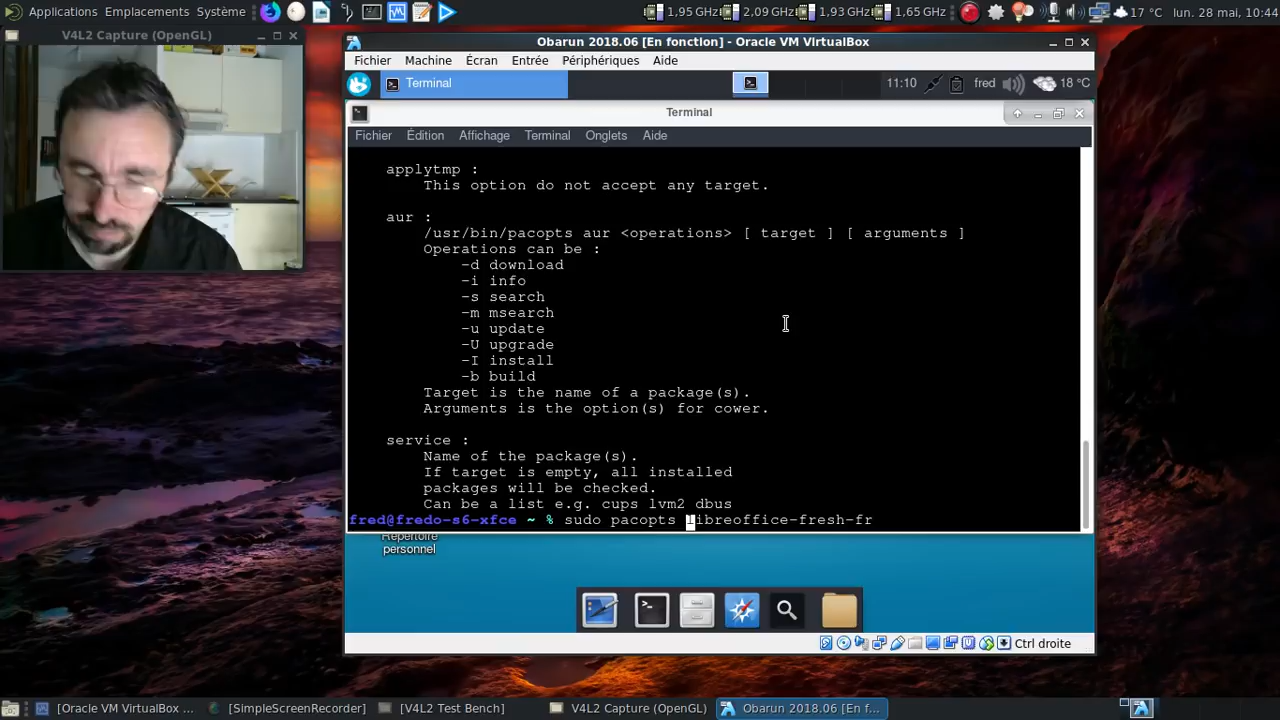 Applications Emplacements Système
1,95 GHz 2,09 GHz 1,93 GHz 1,65 GHz
17 °C lun. 28 mai, 10:44
V4L2 Capture (OpenGL)
Obarun 2018.06 [En fonction] - Oracle VM VirtualBox
Fichier Machine Écran Entrée Périphériques Aide
Terminal
11:10 fred 18 °C
Terminal
Fichier Édition Affichage Terminal Onglets Aide
applytmp :
This option do not accept any target.
aur :
/usr/bin/pacopts aur <operations> [ target ] [ arguments ]
Operations can be :
-d download
-i info
-s search
-m msearch
-u update
-U upgrade
-I install
-b build
Target is the name of a package(s).
Arguments is the option(s) for cower.
service :
Name of the package(s).
If target is empty, all installed
packages will be checked.
Can be a list e.g. cups lvm2 dbus
fred@fredo-s6-xfce ~ % sudo pacopts libreoffice-fresh-fr
Répertoire
personnel
Ctrl droite
[Oracle VM VirtualBox ... [SimpleScreenRecorder] [V4L2 Test Bench] V4L2 Capture (OpenGL) Obarun 2018.06 [En f...